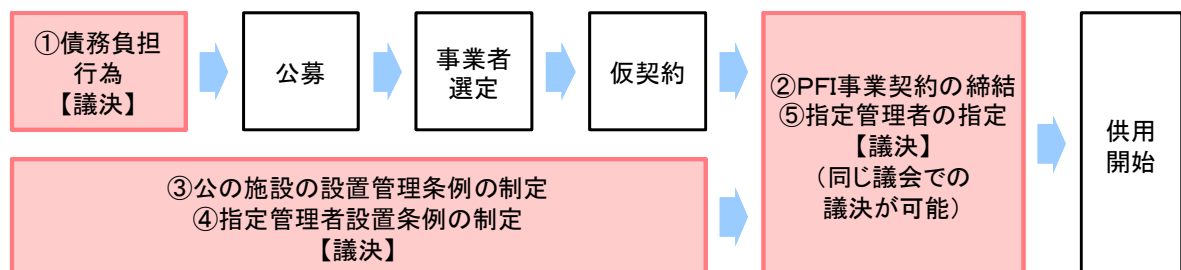 ①債務負担
行為
【議決】
公募
事業者
選定
仮契約
③公の施設の設置管理条例の制定
④指定管理者設置条例の制定
【議決】
②PFI事業契約の締結
⑤指定管理者の指定
【議決】
（同じ議会での
議決が可能）
供用
開始